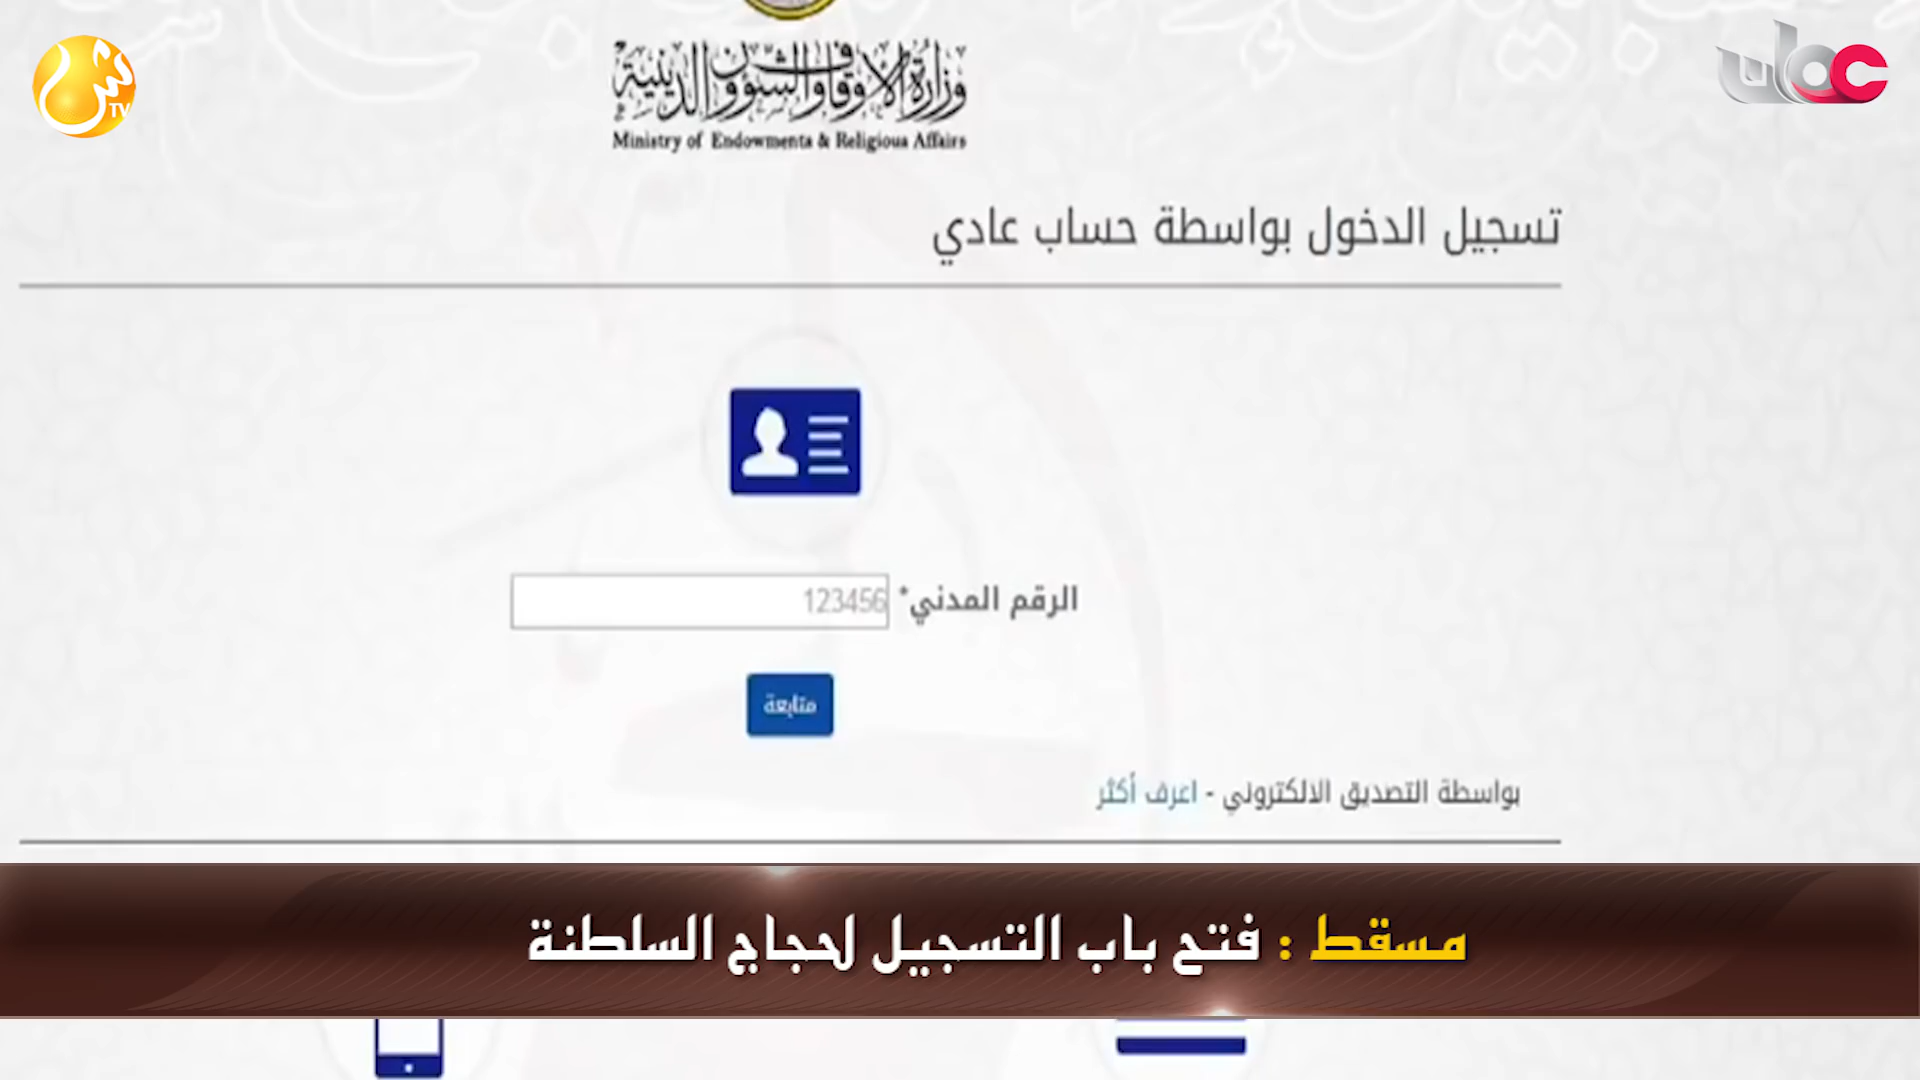 وزارة الأوقاف والشؤون الدينية
Ministry of Endowments & Religious Affairs
TV
تسجيل الدخول بواسطة حساب عادي
الرقم المدني*
123456
متابعة
بواسطة التصديق الالكتروني - اعرف أكثر
مسقط : فتح باب التسجيل لحجاج السلطنة